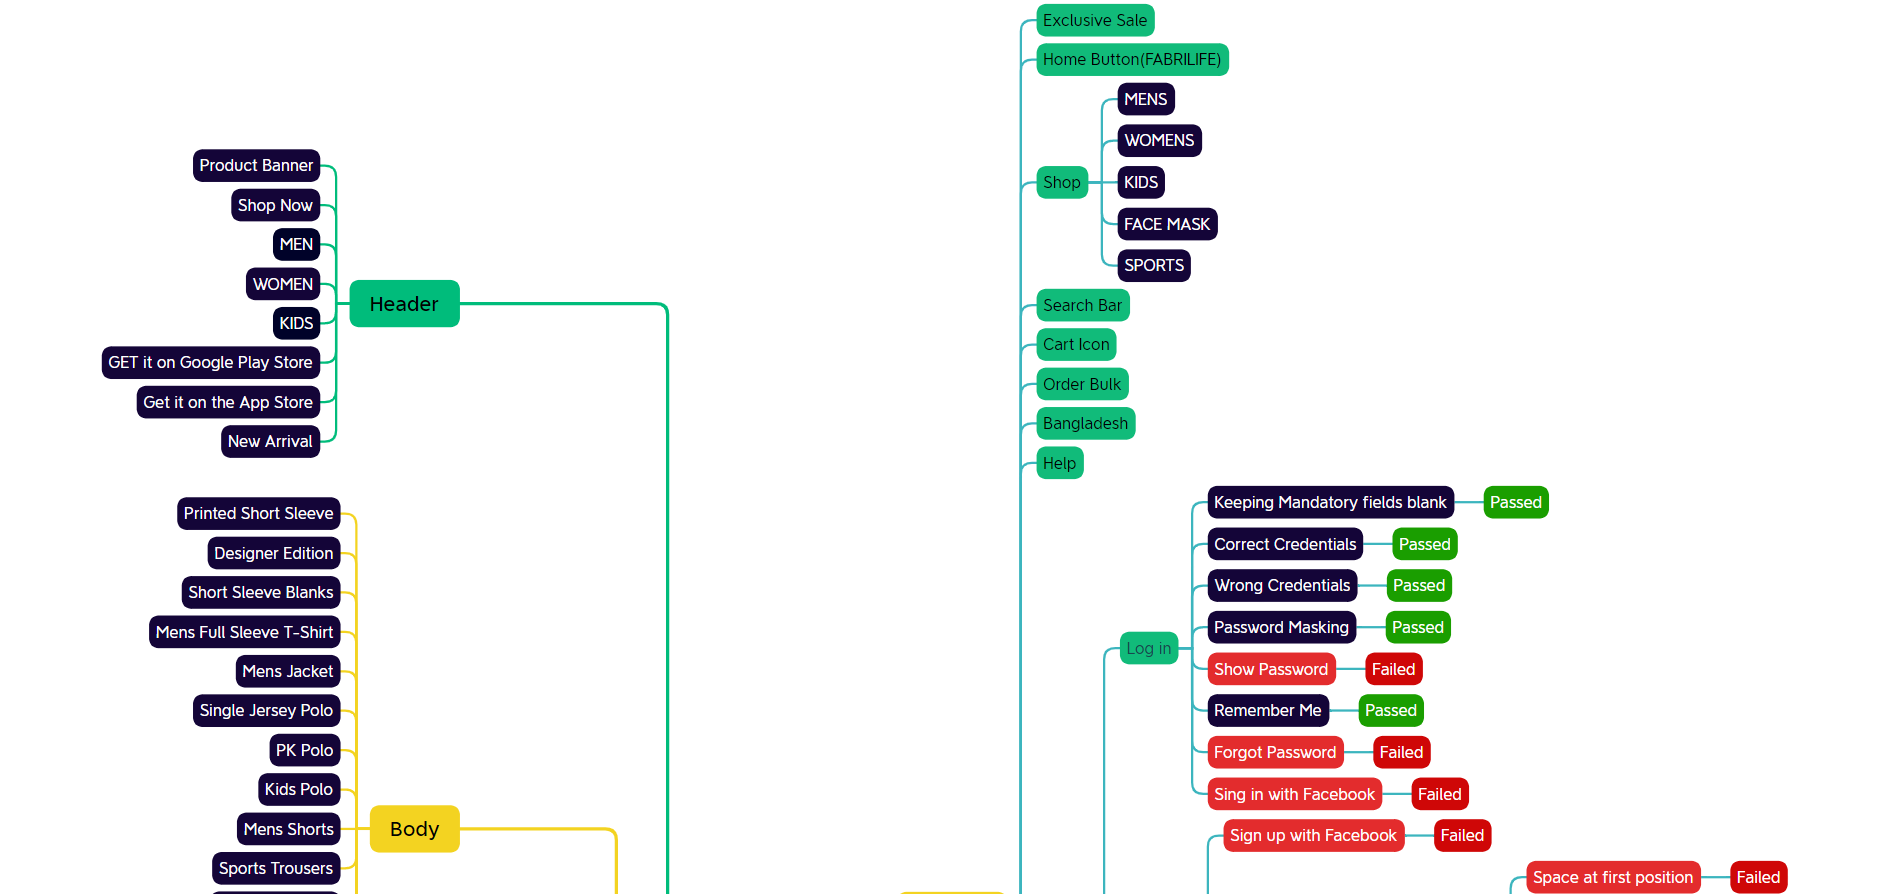 Product Banner
Shop Now
MEN
WOMEN
KIDS
GET it on Google Play Store
Get it on the App Store
New Arrival
Header
Printed Short Sleeve
Designer Edition
Short Sleeve Blanks
Mens Full Sleeve T-Shirt
Mens Jacket
Single Jersey Polo
PK Polo
Kids Polo
Mens Shorts
Sports Trousers
Body
Exclusive Sale
Home Button(FABRILIFE)
Shop
MENS
WOMENS
KIDS
FACE MASK
SPORTS
Search Bar
Cart Icon
Order Bulk
Bangladesh
Help
Log in
Keeping Mandatory fields blank Passed
Correct Credentials Passed
Wrong Credentials Passed
Password Masking Passed
Show Password Failed
Remember Me Passed
Forgot Password Failed
Sing in with Facebook Failed
Sign up with Facebook Failed
Space at first position Failed